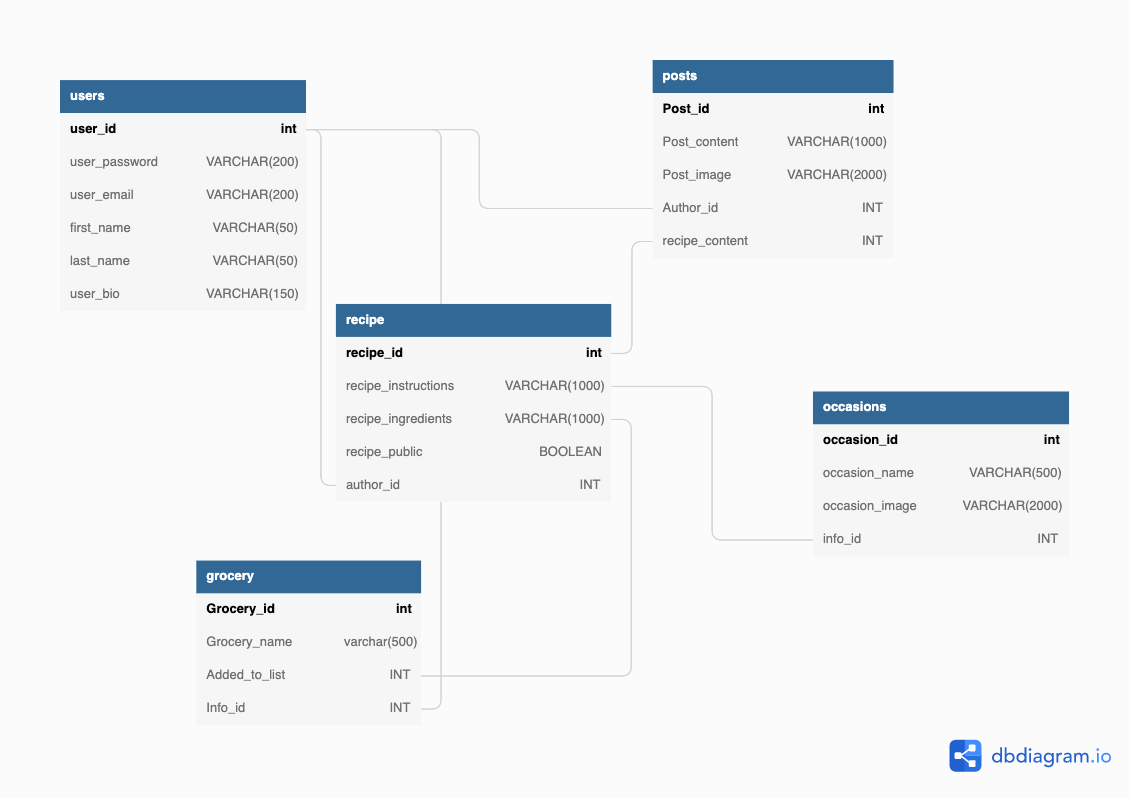 users
user_id int
user_password VARCHAR(200)
user_email VARCHAR(200)
first_name VARCHAR(50)
last_name VARCHAR(50)
user_bio VARCHAR(150)
posts
Post_id int
Post_content VARCHAR(1000)
Post_image VARCHAR(2000)
Author_id INT
recipe_content INT
recipe
recipe_id int
recipe_instructions VARCHAR(1000)
recipe_ingredients VARCHAR(1000)
recipe_public BOOLEAN
author_id INT
occasions
occasion_id int
occasion_name VARCHAR(500)
occasion_image VARCHAR(2000)
info_id INT
grocery
Grocery_id int
Grocery_name varchar(500)
Added_to_list INT
Info_id INT
dbdiagram.io